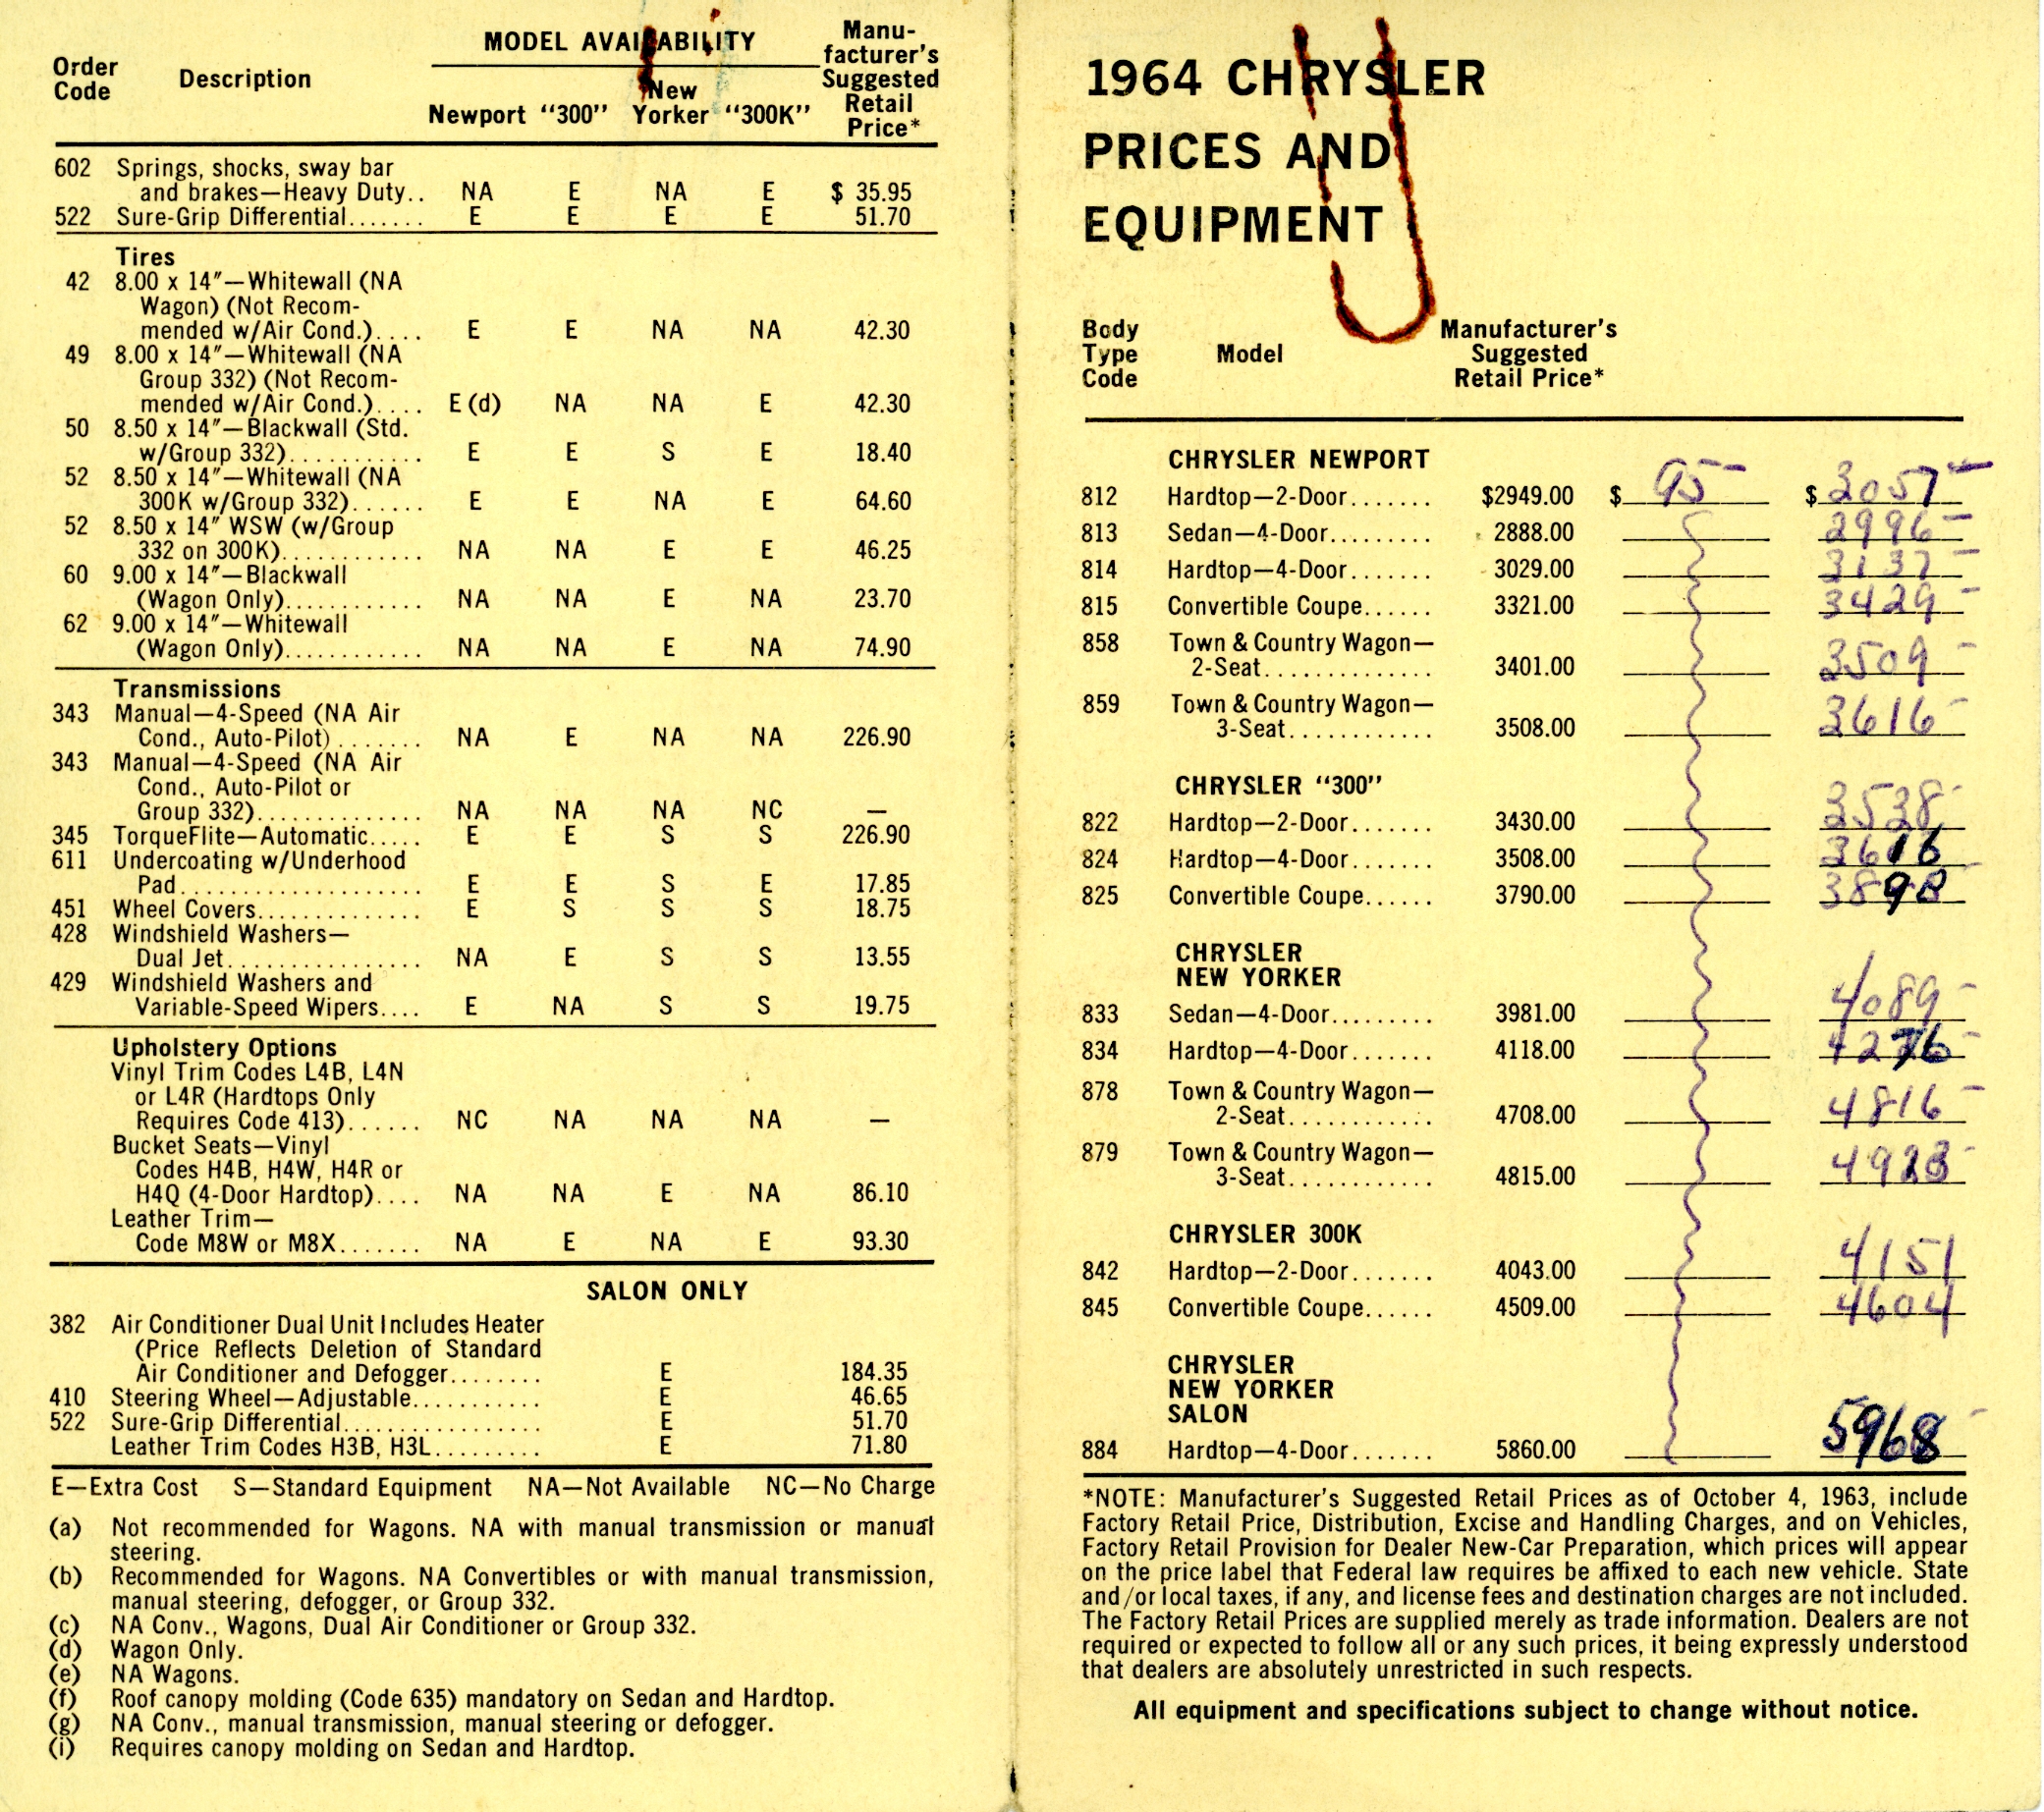 Order Code Description MODEL AVAILABILITY Newport “300” New Yorker “300K” Manu-facturer's Suggested Retail Price*
602 Springs, shocks, sway bar
and brakes—Heavy Duty.. NA E NA E $ 35.95
522 Sure-Grip Differential....... E E E E 51.70
Tires
42 8.00 x 14″—Whitewall (NA
Wagon) (Not Recom-
mended w/Air Cond.).... E E NA NA 42.30
49 8.00 x 14″—Whitewall (NA
Group 332) (Not Recom-
mended w/Air Cond.).... E (d) NA NA E 42.30
50 8.50 x 14″—Blackwall (Std.
w/Group 332)........... E E S E 18.40
52 8.50 x 14″—Whitewall (NA
300K w/Group 332)...... E E NA E 64.60
52 8.50 x 14″ WSW (w/Group
332 on 300K)............ NA NA E E 46.25
60 9.00 x 14″—Blackwall
(Wagon Only)............ NA NA E NA 23.70
62 9.00 x 14″—Whitewall
(Wagon Only)............ NA NA E NA 74.90
Transmissions
343 Manual—4-Speed (NA Air
Cond., Auto-Pilot)....... NA E NA NA 226.90
343 Manual—4-Speed (NA Air
Cond., Auto-Pilot or
Group 332).............. NA NA NA NC —
345 TorqueFlite—Automatic..... E E S S 226.90
611 Undercoating w/Underhood
Pad.................... E E S E 17.85
451 Wheel Covers.............. E S S S 18.75
428 Windshield Washers—
Dual Jet................ NA E S S 13.55
429 Windshield Washers and
Variable-Speed Wipers.... E NA S S 19.75
Upholstery Options
Vinyl Trim Codes L4B, L4N
or L4R (Hardtops Only
Requires Code 413)...... NC NA NA NA —
Bucket Seats—Vinyl
Codes H4B, H4W, H4R or
H4Q (4-Door Hardtop).... NA NA E NA 86.10
Leather Trim—
Code M8W or M8X....... NA E NA E 93.30
SALON ONLY
382 Air Conditioner Dual Unit Includes Heater
(Price Reflects Deletion of Standard
Air Conditioner and Defogger........ E 184.35
410 Steering Wheel—Adjustable........... E 46.65
522 Sure-Grip Differential.................. E 51.70
Leather Trim Codes H3B, H3L......... E 71.80
E—Extra Cost S—Standard Equipment NA—Not Available NC—No Charge
(a) Not recommended for Wagons. NA with manual transmission or manual
steering.
(b) Recommended for Wagons. NA Convertibles or with manual transmission,
manual steering, defogger, or Group 332.
(c) NA Conv., Wagons, Dual Air Conditioner or Group 332.
(d) Wagon Only.
(e) NA Wagons.
(f) Roof canopy molding (Code 635) mandatory on Sedan and Hardtop.
(g) NA Conv., manual transmission, manual steering or defogger.
(i) Requires canopy molding on Sedan and Hardtop.
1964 CHRYSLER
PRICES AND
EQUIPMENT
Body Type Code Model Manufacturer's Suggested Retail Price*
CHRYSLER NEWPORT
812 Hardtop—2-Door....... $2949.00 $ 95- $ 3057-
813 Sedan—4-Door......... 2888.00 2996-
814 Hardtop—4-Door....... 3029.00 3137-
815 Convertible Coupe...... 3321.00 3429-
858 Town & Country Wagon—
2-Seat.............. 3401.00 3509-
859 Town & Country Wagon—
3-Seat............ 3508.00 3616-
CHRYSLER “300”
822 Hardtop—2-Door....... 3430.00 3538-
824 Hardtop—4-Door....... 3508.00 3616
825 Convertible Coupe...... 3790.00 3898
CHRYSLER
NEW YORKER
833 Sedan—4-Door......... 3981.00 4089-
834 Hardtop—4-Door....... 4118.00 -
878 Town & Country Wagon—
2-Seat............ 4708.00 4816-
879 Town & Country Wagon—
3-Seat............ 4815.00 4923-
CHRYSLER 300K
842 Hardtop—2-Door....... 4043.00 4151
845 Convertible Coupe...... 4509.00 4604
CHRYSLER
NEW YORKER
SALON
884 Hardtop—4-Door....... 5860.00 5968-
*NOTE: Manufacturer's Suggested Retail Prices as of October 4, 1963, include
Factory Retail Price, Distribution, Excise and Handling Charges, and on Vehicles,
Factory Retail Provision for Dealer New-Car Preparation, which prices will appear
on the price label that Federal law requires be affixed to each new vehicle. State
and/or local taxes, if any, and license fees and destination charges are not included.
The Factory Retail Prices are supplied merely as trade information. Dealers are not
required or expected to follow all or any such prices, it being expressly understood
that dealers are absolutely unrestricted in such respects.
All equipment and specifications subject to change without notice.